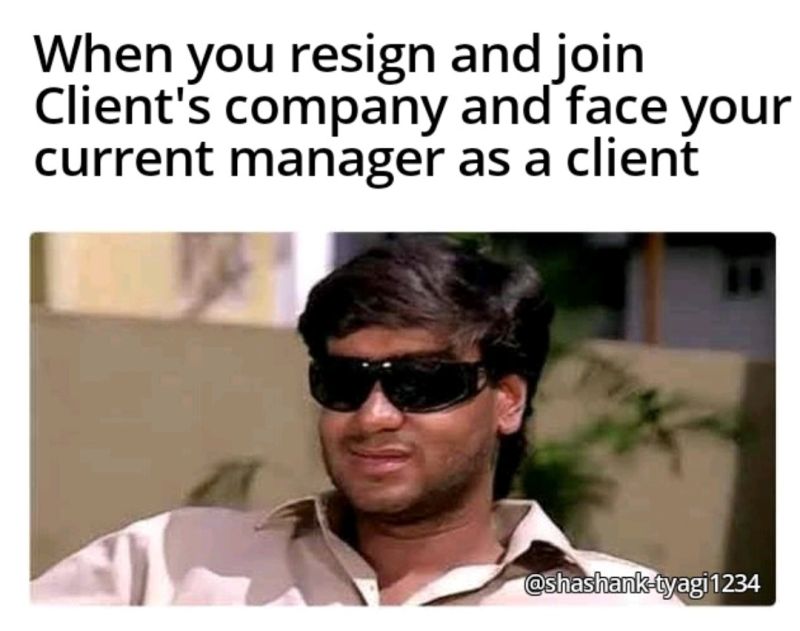 When you resign and join
Client's company and face your
current manager as a client
@shashank-tyagi1234